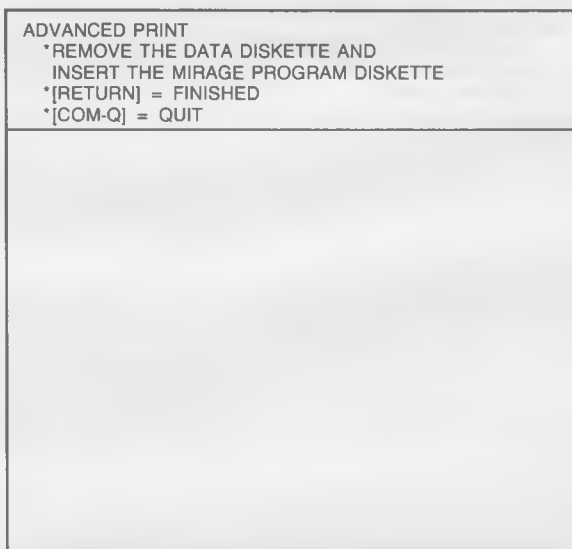 ADVANCED PRINT
*REMOVE THE DATA DISKETTE AND
INSERT THE MIRAGE PROGRAM DISKETTE
*[RETURN] = FINISHED
*[COM-Q] = QUIT